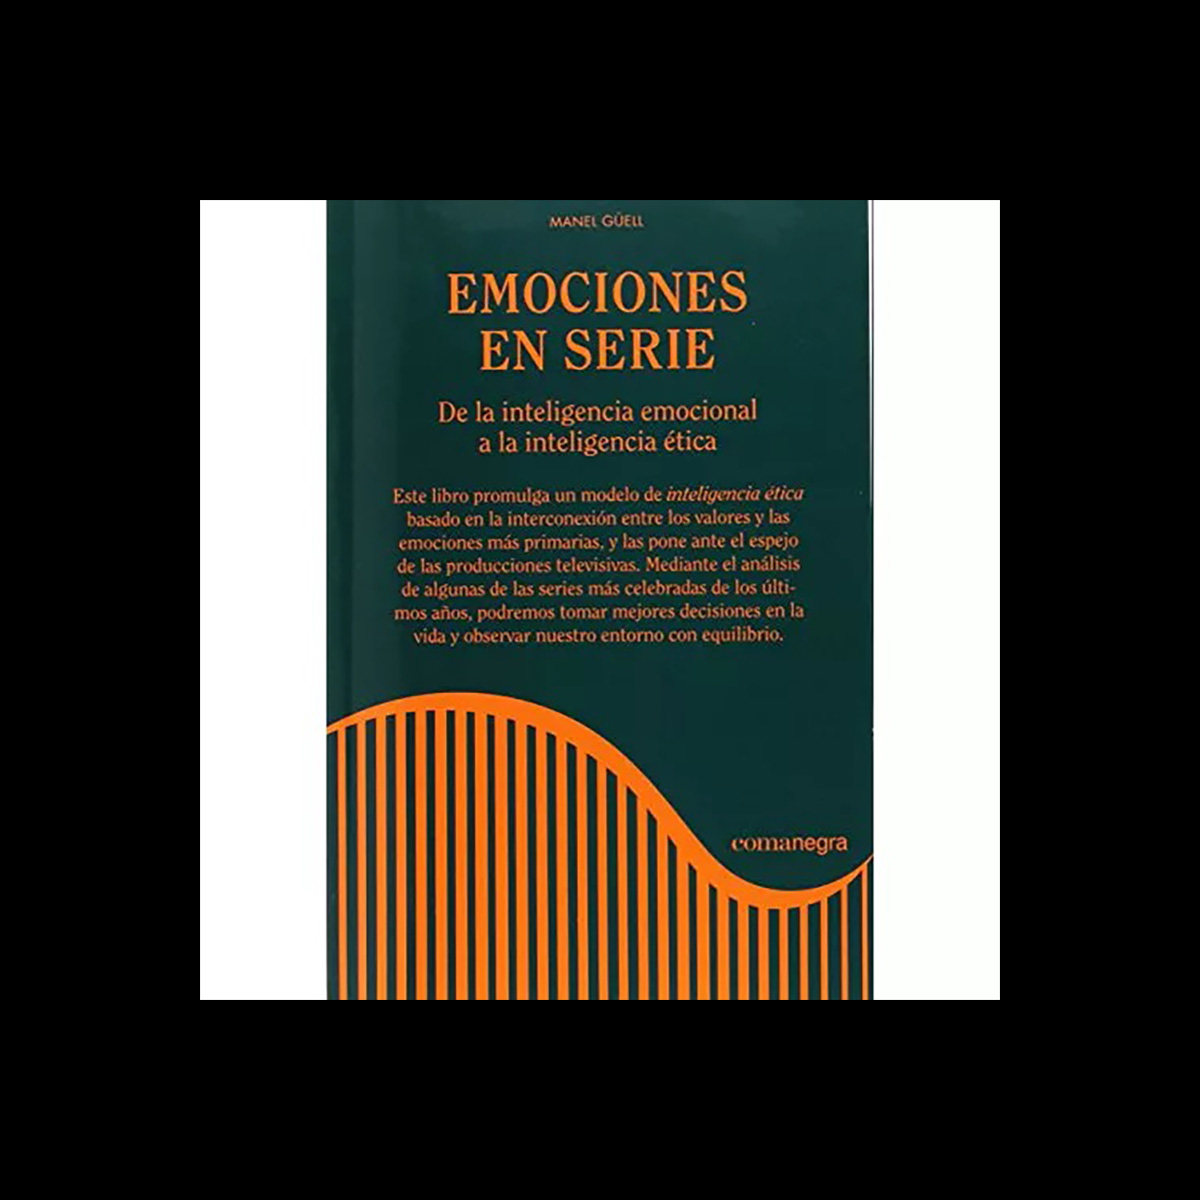 MANEL GÜELL
EMOCIONES
EN SERIE
De la inteligencia emocional
a la inteligencia ética
Este libro promulga un modelo de inteligencia ética
basado en la interconexión entre los valores y las
emociones más primarias, y las pone ante el espejo
de las producciones televisivas. Mediante el análisis
de algunas de las series más celebradas de los últi-
mos años, podremos tomar mejores decisiones en la
vida y observar nuestro entorno con equilibrio.
comanegra